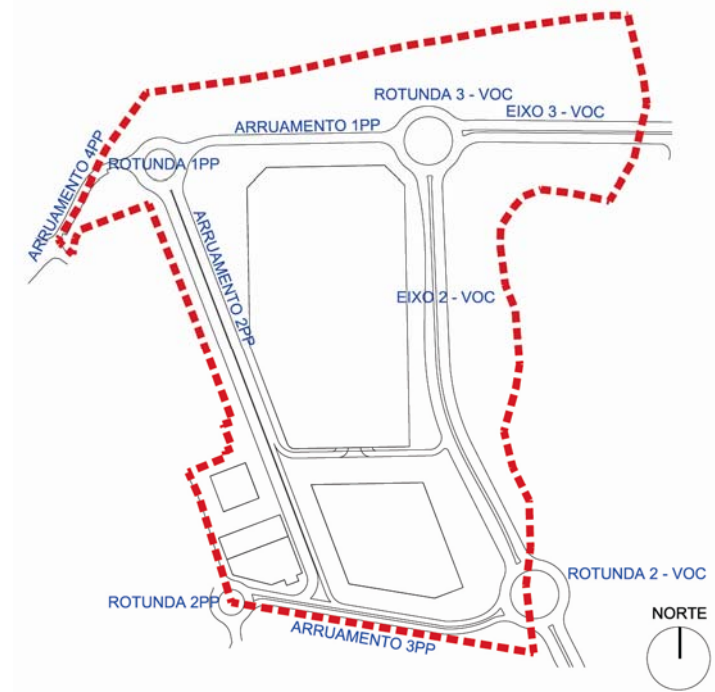 ROTUNDA 3 - VOC
EIXO 3 - VOC
ARRUAMENTO 1PP
ROTUNDA 1PP
ARRUAMENTO 4PP
ARRUAMENTO 2PP
EIXO 2 - VOC
ROTUNDA 2 - VOC
ROTUNDA 2PP
ARRUAMENTO 3PP
NORTE